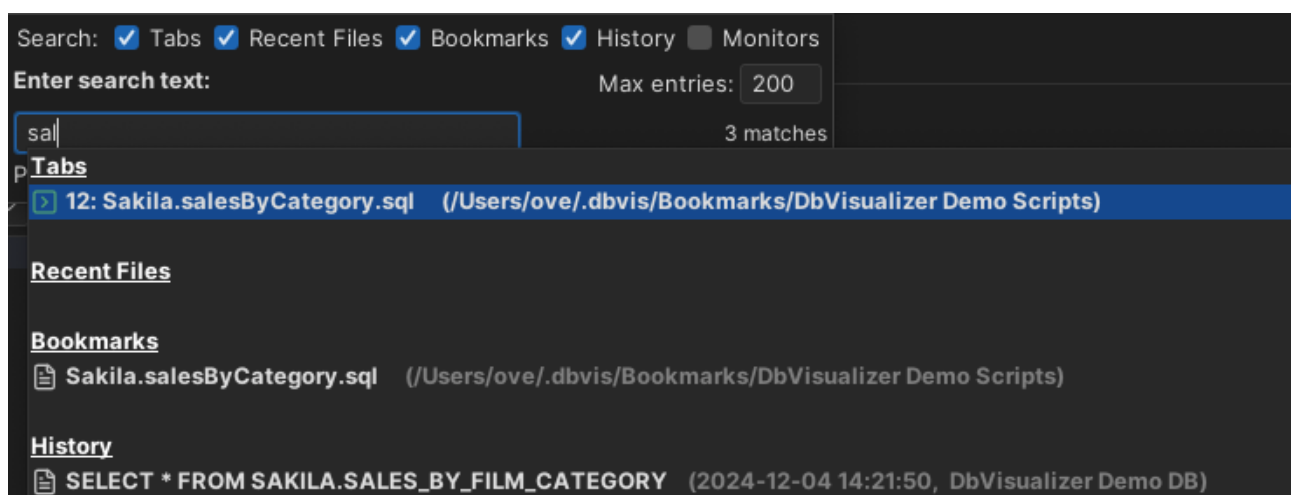 Search: Tabs Recent Files Bookmarks History Monitors
Enter search text: Max entries: 200
sal 3 matches
P
Tabs
12: Sakila.salesByCategory.sql (/Users/ove/.dbvis/Bookmarks/DbVisualizer Demo Scripts)
Recent Files
Bookmarks
Sakila.salesByCategory.sql (/Users/ove/.dbvis/Bookmarks/DbVisualizer Demo Scripts)
History
SELECT * FROM SAKILA.SALES_BY_FILM_CATEGORY (2024-12-04 14:21:50, DbVisualizer Demo DB)